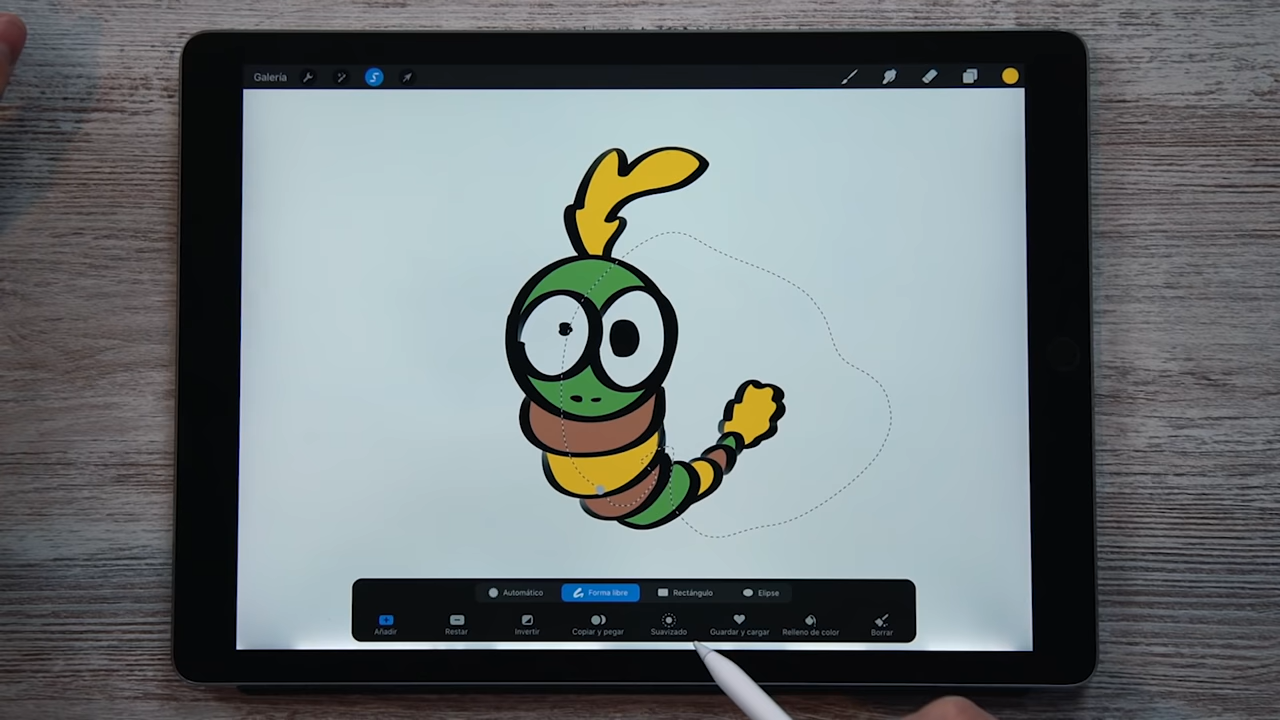 Galería
Automático Forma libre Rectángulo Elipse
Añadir Restar Invertir Copiar y pegar Suavizado Guardar y cargar Relleno de color Borrar